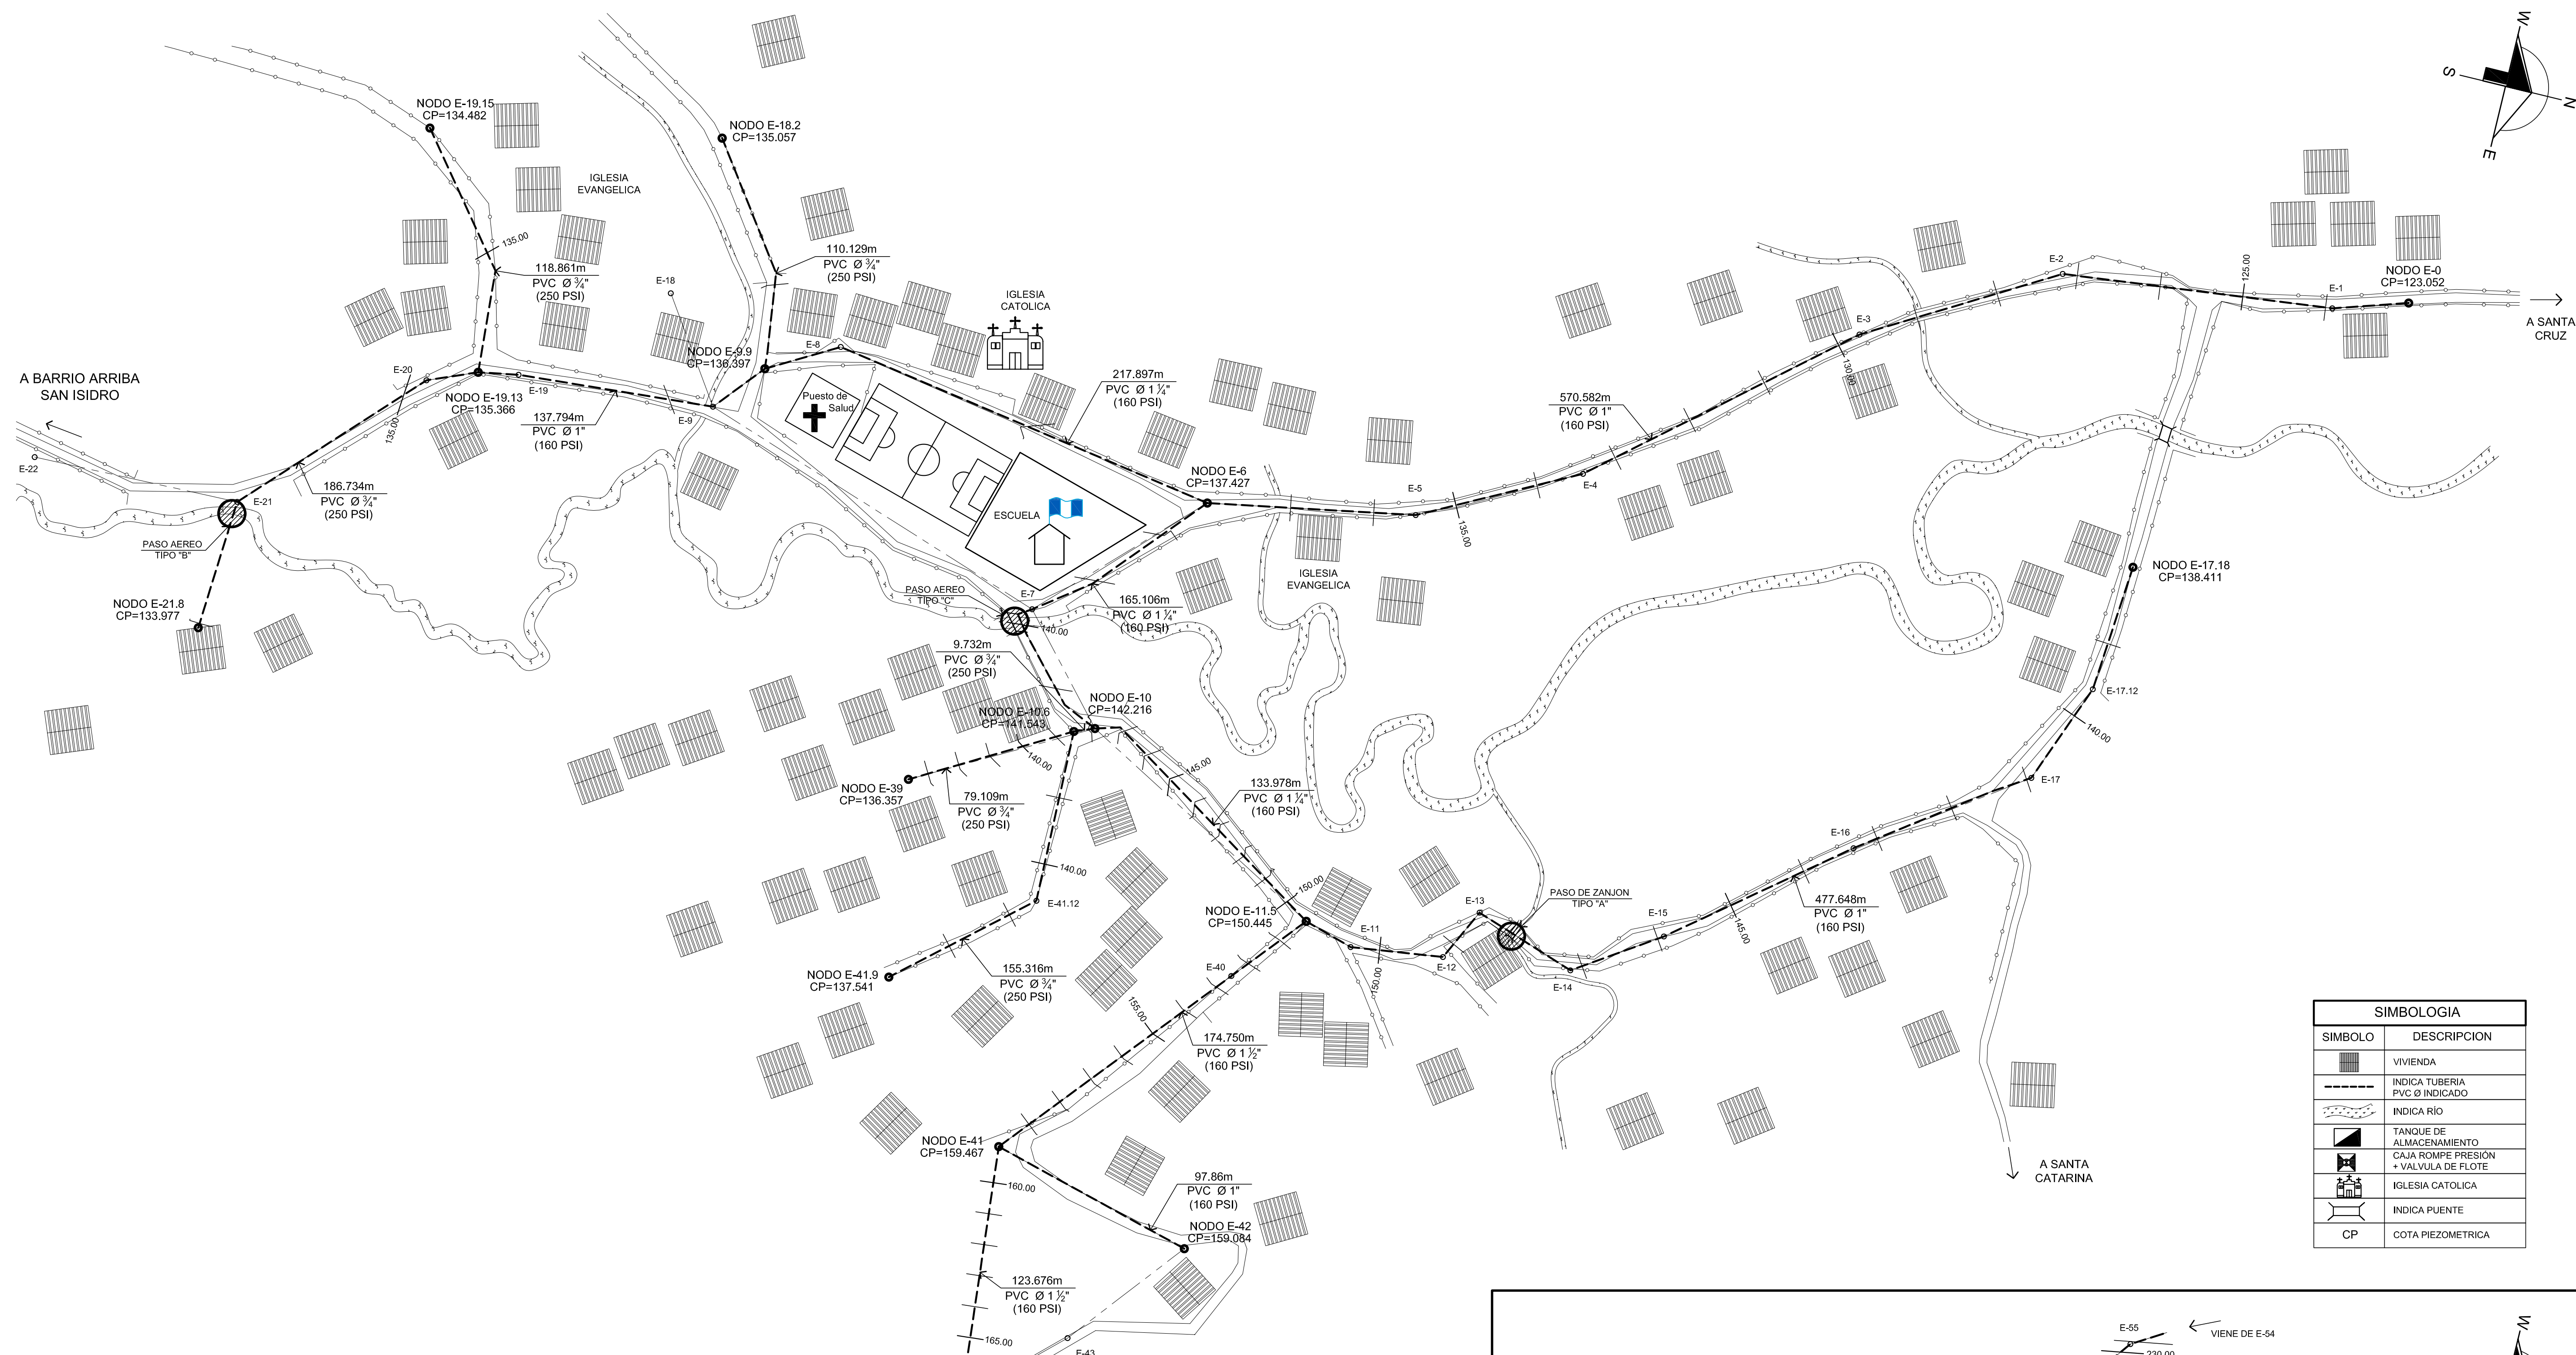 W
S
N
E
NODO E-19.15
CP=134.482
IGLESIA
EVANGELICA
135.00
118.861m
PVC Ø ¾"
(250 PSI)
NODO E-18.2
CP=135.057
110.129m
PVC Ø ¾"
(250 PSI)
E-18
IGLESIA
CATOLICA
NODO E-9.9
CP=136.397
E-8
A BARRIO ARRIBA
SAN ISIDRO
E-20
135.00
NODO E-19.13
CP=135.366
E-19
137.794m
PVC Ø 1"
(160 PSI)
E-9
Puesto de
Salud
217.897m
PVC Ø 1 ¼"
(160 PSI)
E-22
E-21
186.734m
PVC Ø ¾"
(250 PSI)
PASO AEREO
TIPO "B"
NODO E-21.8
CP=133.977
ESCUELA
NODO E-6
CP=137.427
E-5
135.00
E-4
570.582m
PVC Ø 1"
(160 PSI)
E-3
130.00
E-2
125.00
E-1
NODO E-0
CP=123.052
A SANTA
CRUZ
IGLESIA
EVANGELICA
PASO AEREO
TIPO "C"
E-7
140.00
165.106m
PVC Ø 1 ¼"
(160 PSI)
9.732m
PVC Ø ¾"
(250 PSI)
NODO E-10
CP=142.216
NODO E-10.6
CP=141.543
140.00
NODO E-39
CP=136.357
79.109m
PVC Ø ¾"
(250 PSI)
145.00
133.978m
PVC Ø 1 ¼"
(160 PSI)
140.00
E-41.12
NODO E-41.9
CP=137.541
155.316m
PVC Ø ¾"
(250 PSI)
NODO E-17.18
CP=138.411
E-17.12
140.00
E-17
E-16
477.648m
PVC Ø 1"
(160 PSI)
145.00
E-15
PASO DE ZANJON
TIPO "A"
E-13
E-14
E-12
E-11
150.00
150.00
NODO E-11.5
CP=150.445
E-40
155.00
174.750m
PVC Ø 1 ½"
(160 PSI)
NODO E-41
CP=159.467
160.00
97.86m
PVC Ø 1"
(160 PSI)
NODO E-42
CP=159.084
123.676m
PVC Ø 1 ½"
(160 PSI)
165.00
E-43
A SANTA
CATARINA
SIMBOLOGIA
SIMBOLO DESCRIPCION
VIVIENDA
INDICA TUBERIA
PVC Ø INDICADO
INDICA RÍO
TANQUE DE
ALMACENAMIENTO
CAJA ROMPE PRESIÓN
+ VALVULA DE FLOTE
IGLESIA CATOLICA
INDICA PUENTE
CP COTA PIEZOMETRICA
E-55
VIENE DE E-54
230.00
W